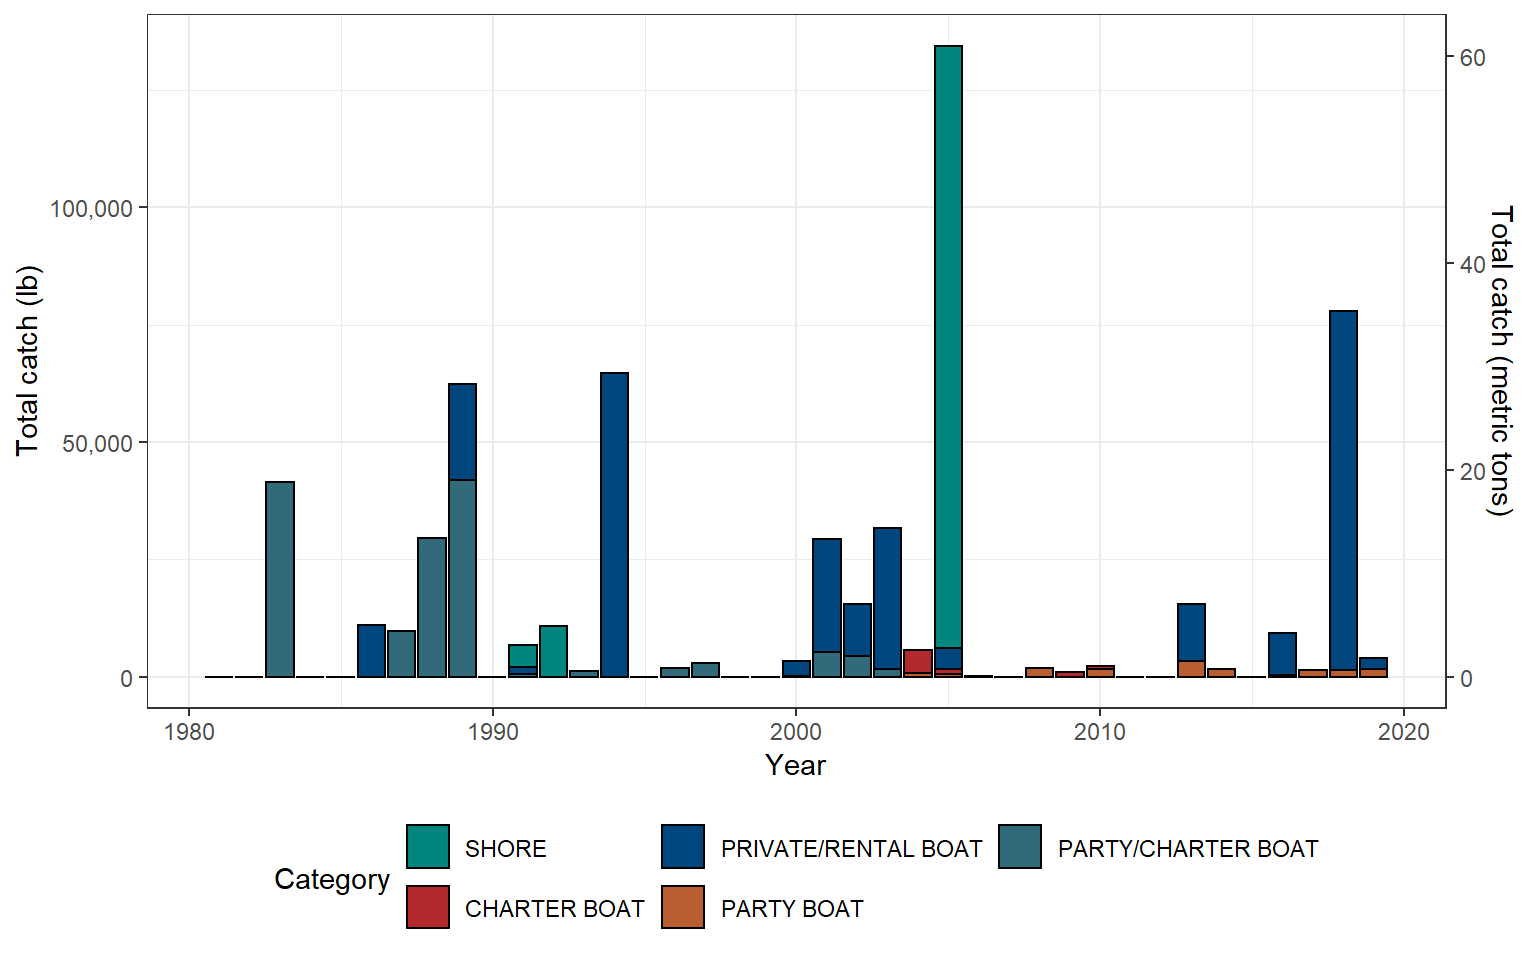 Total catch (lb)
100,000
50,000
0
60
40
20
0
Total catch (metric tons)
1980
1990
2000
2010
2020
Year
Category
SHORE
PRIVATE/RENTAL BOAT
PARTY/CHARTER BOAT
CHARTER BOAT
PARTY BOAT